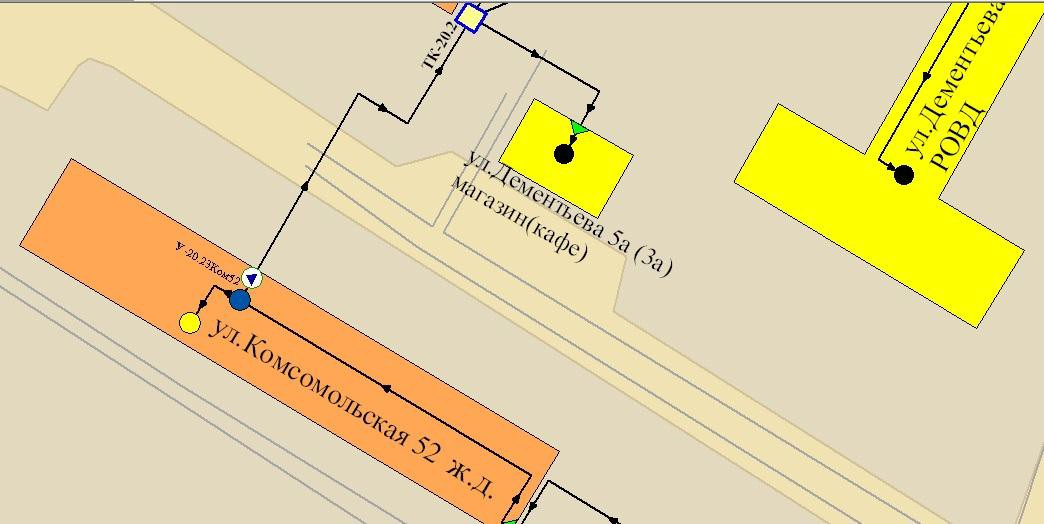 ТК-20.2
ул.Дементьева
РОВД
ул.Дементьева 5а (3а)
магазин(кафе)
У-20.23Ком52
ул.Комсомольская 52 ж.д.